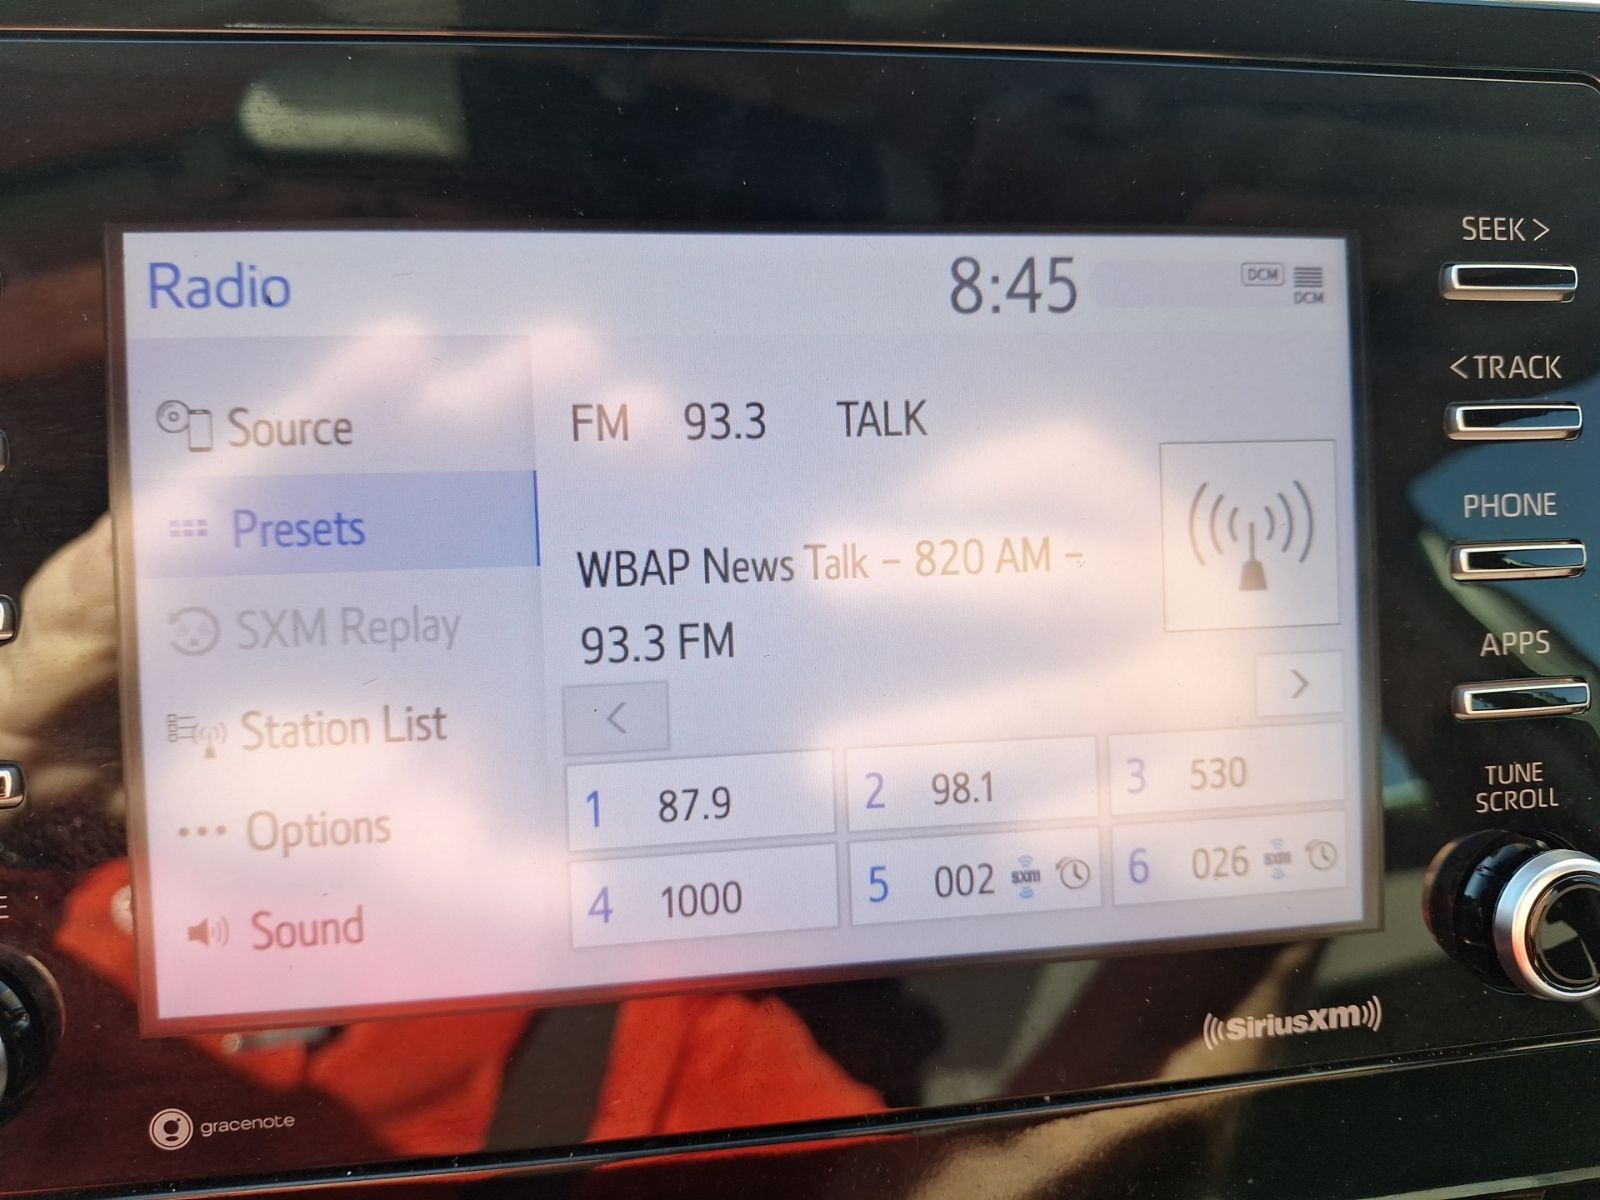 SEEK >
Radio
8:45
DCM
DCM
< TRACK
Source
FM 93.3 TALK
Presets
PHONE
WBAP News Talk - 820 AM -
93.3 FM
SXM Replay
APPS
<
>
Station List
1 87.9
2 98.1
3 530
TUNE
SCROLL
Options
4 1000
5 002 sxm
6 026 sxm
Sound
E
((SiriusXM))
gracenote